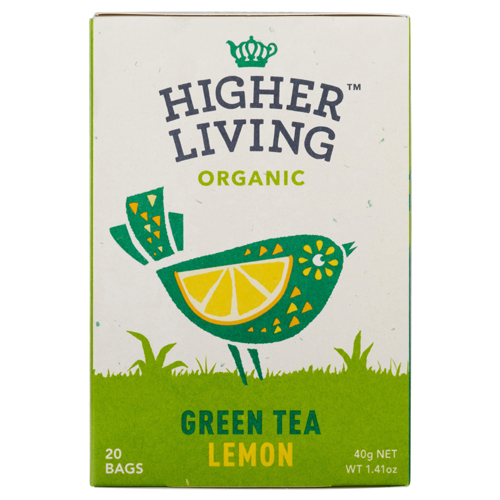 HIGHER™
LIVING
ORGANIC
GREEN TEA
LEMON
20
BAGS
40g NET
WT 1.41oz